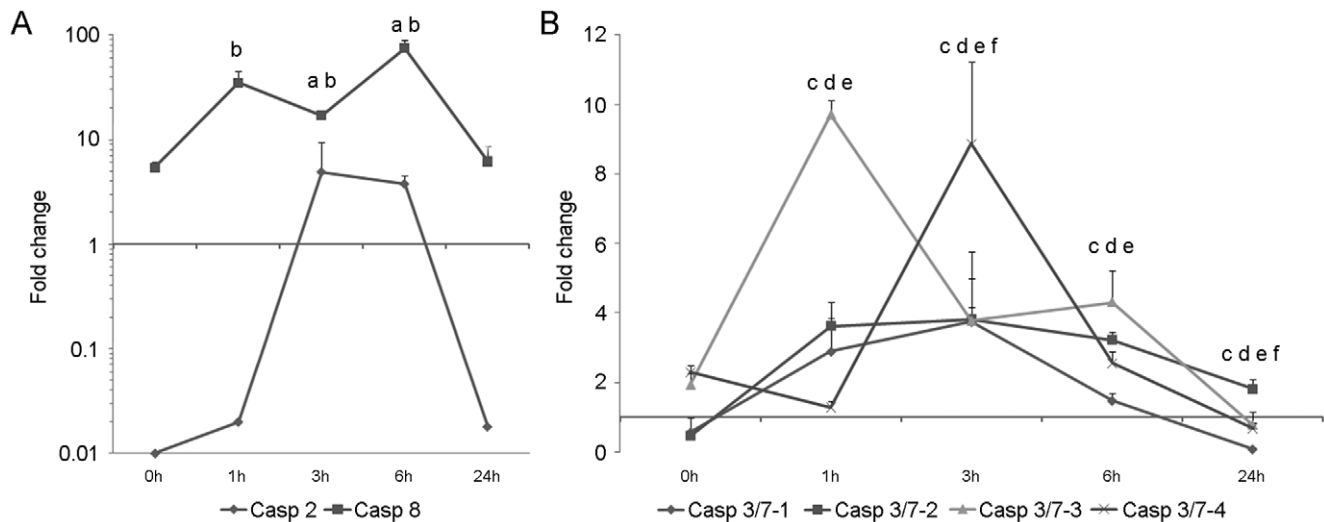 A
Fold change
100
10
1
0.1
0.01
b
a b
a b
0h 1h 3h 6h 24h
Casp 2 Casp 8
B
Fold change
12
10
8
6
4
2
0
c d e
c d e f
c d e
c d e f
0h 1h 3h 6h 24h
Casp 3/7-1 Casp 3/7-2 Casp 3/7-3 Casp 3/7-4